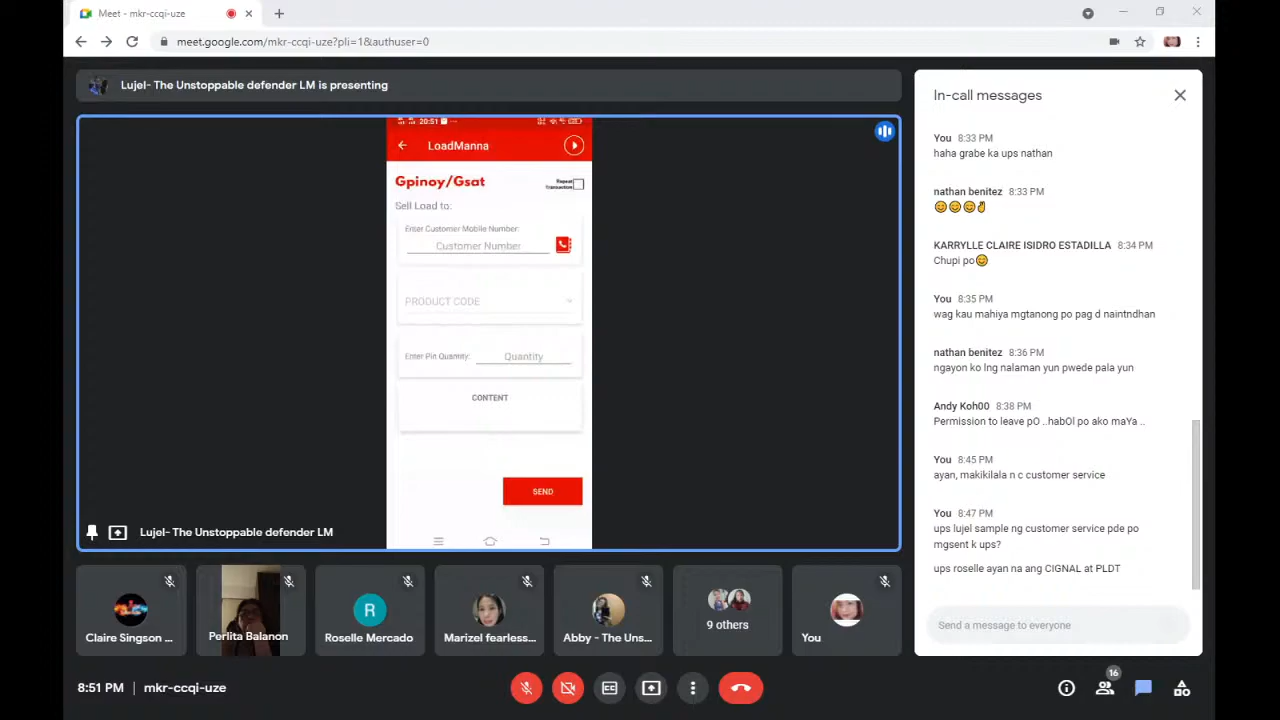 Meet - mkr-ccqi-uze
meet.google.com/mkr-ccqi-uze?pli=1&authuser=0
Lujel- The Unstoppable defender LM is presenting
20:51
LoadManna
Gpinoy/Gsat
Repeat
Transaction
Sell Load to:
Enter Customer Mobile Number:
Customer Number
PRODUCT CODE
Enter Pin Quantity:
Quantity
CONTENT
SEND
Lujel- The Unstoppable defender LM
Claire Singson ...
Perlita Balanon
R
Roselle Mercado
Marizel fearless...
Abby - The Uns...
9 others
You
In-call messages
You 8:33 PM
haha grabe ka ups nathan
nathan benitez 8:33 PM
😊😊😊✌
KARRYLLE CLAIRE ISIDRO ESTADILLA 8:34 PM
Chupi po😊
You 8:35 PM
wag kau mahiya mgtanong po pag d naintndhan
nathan benitez 8:36 PM
ngayon ko lng nalaman yun pwede pala yun
Andy Koh00 8:38 PM
Permission to leave pO ..habOl po ako maYa ..
You 8:45 PM
ayan, makikilala n c customer service
You 8:47 PM
ups lujel sample ng customer service pde po
mgsent k ups?
ups roselle ayan na ang CIGNAL at PLDT
Send a message to everyone
8:51 PM | mkr-ccqi-uze
16